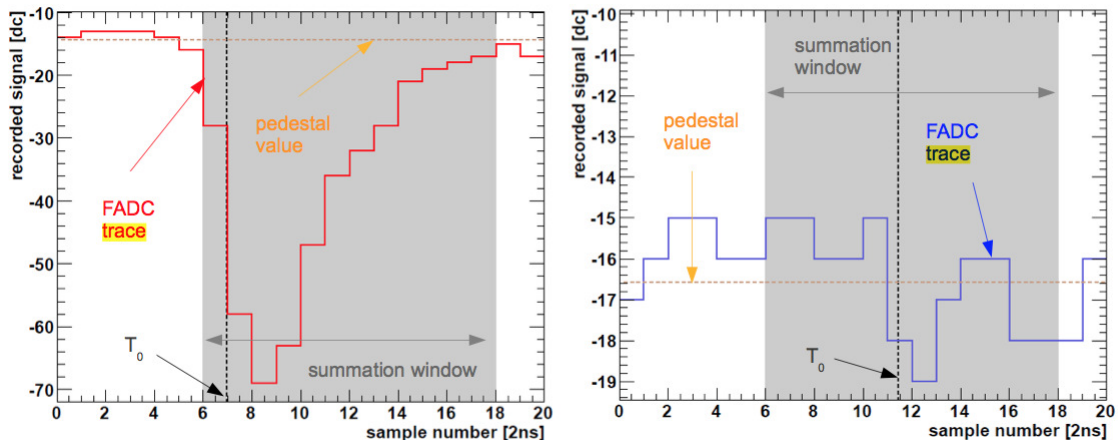 recorded signal [dc]
-10
-20
-30
-40
-50
-60
-70
pedestal
value
FADC
trace
T0
summation window
0 2 4 6 8 10 12 14 16 18 20
sample number [2ns]
recorded signal [dc]
-10
-11
-12
-13
-14
-15
-16
-17
-18
-19
summation
window
pedestal
value
FADC
trace
T0
0 2 4 6 8 10 12 14 16 18 20
sample number [2ns]